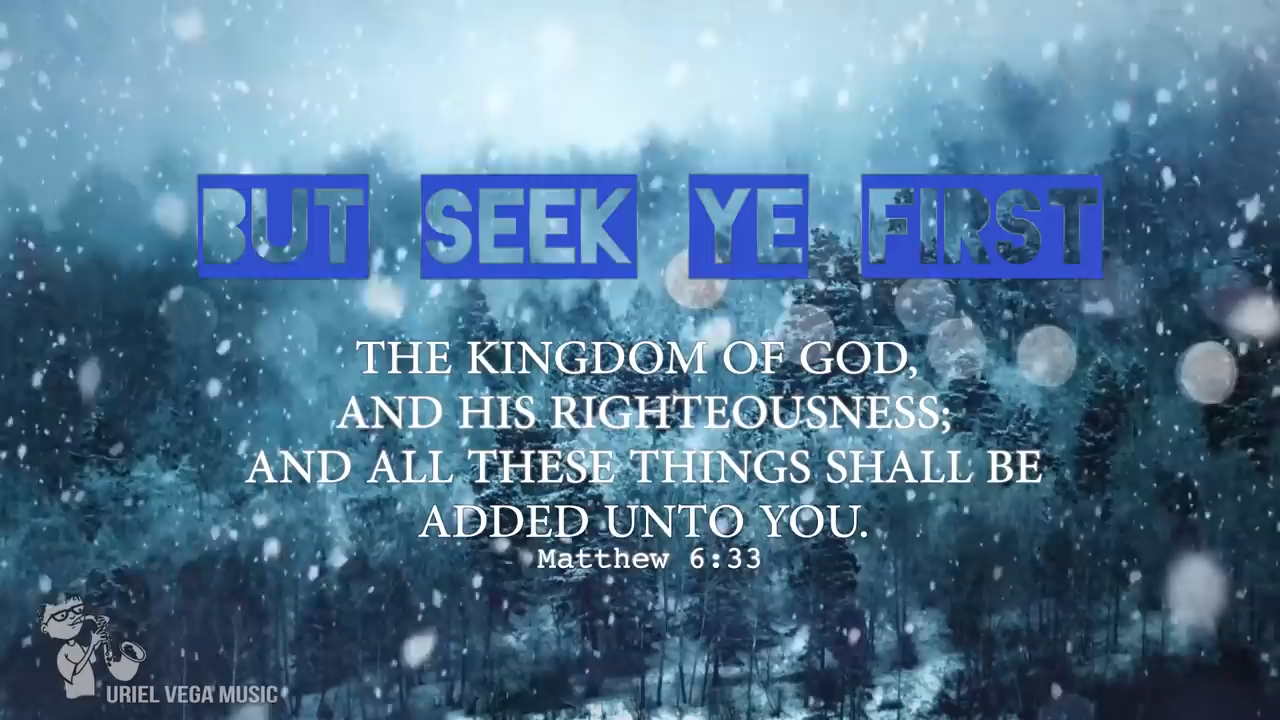 BUT SEEK YE FIRST
THE KINGDOM OF GOD,
AND HIS RIGHTEOUSNESS;
AND ALL THESE THINGS SHALL BE
ADDED UNTO YOU.
Matthew 6:33
URIEL VEGA MUSIC